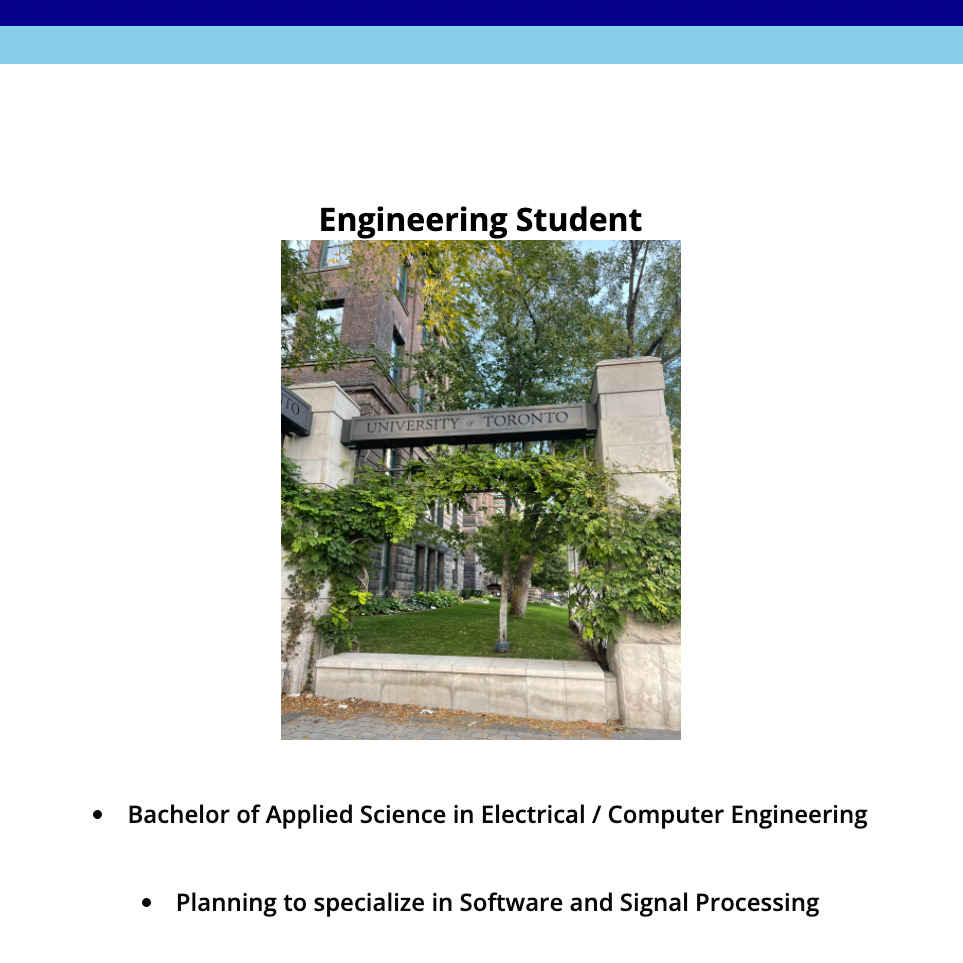 Engineering Student
TO
UNIVERSITY of TORONTO
• Bachelor of Applied Science in Electrical / Computer Engineering
• Planning to specialize in Software and Signal Processing